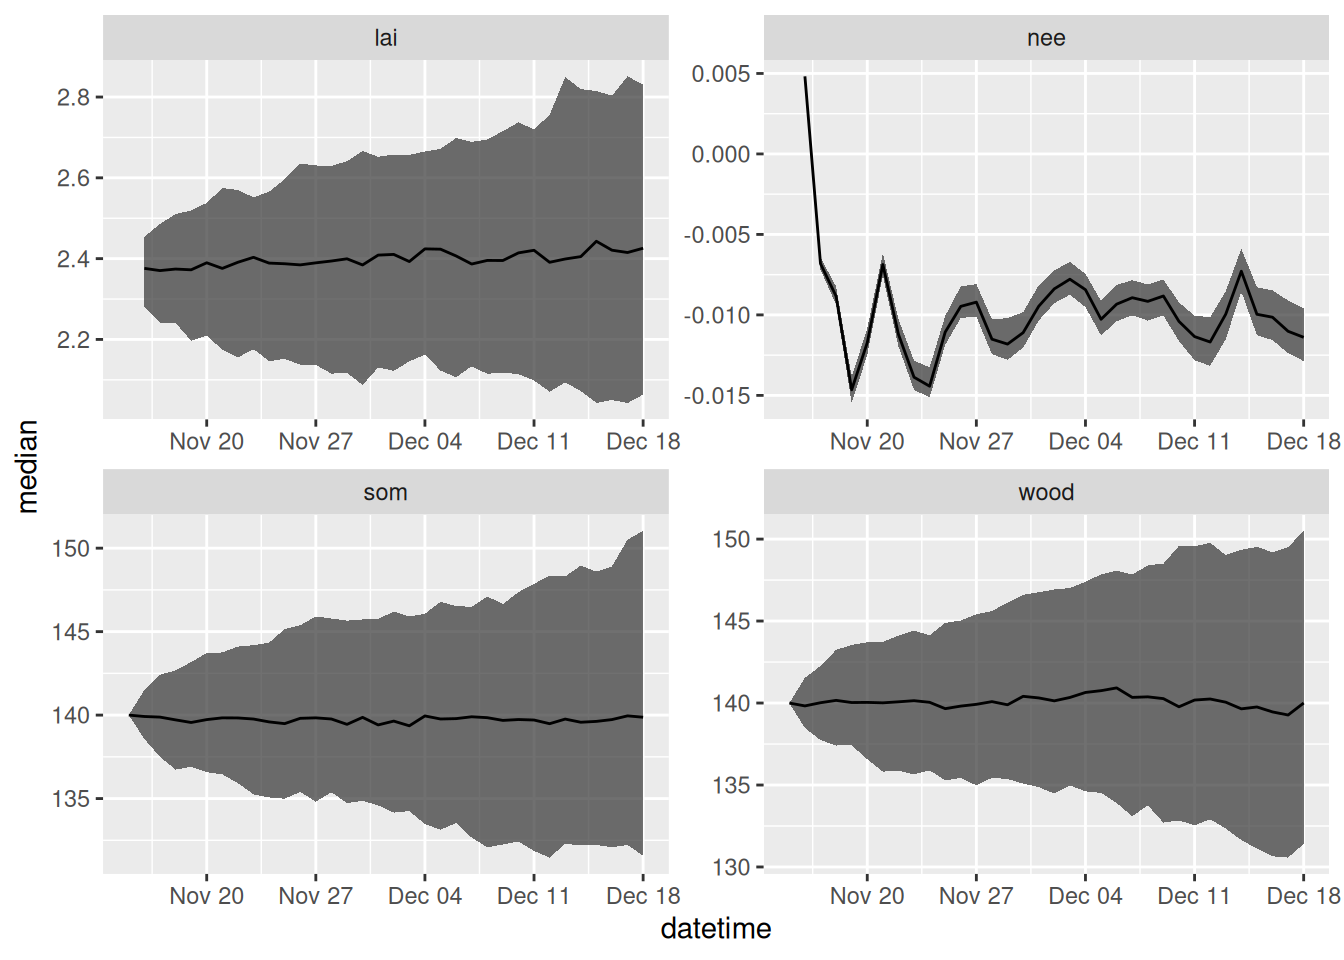 lai
nee
2.8
2.6
2.4
2.2
0.005
0.000
-0.005
-0.010
-0.015
Nov 20 Nov 27 Dec 04 Dec 11 Dec 18
Nov 20 Nov 27 Dec 04 Dec 11 Dec 18
median
som
wood
150
145
140
135
150
145
140
135
130
Nov 20 Nov 27 Dec 04 Dec 11 Dec 18
Nov 20 Nov 27 Dec 04 Dec 11 Dec 18
datetime